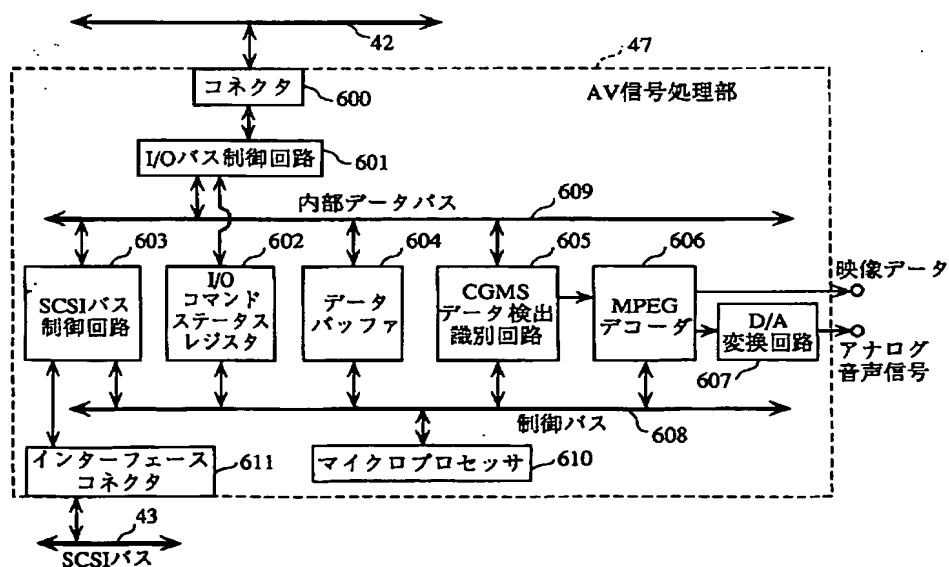 42
47
コネクタ
600
AV信号処理部
I/Oバス制御回路
601
内部データバス
609
603
602
604
605
606
SCSIバス
制御回路
I/O
コマンド
ステータス
レジスタ
データ
バッファ
CGMS
データ検出
識別回路
MPEG
デコーダ
D/A
変換回路
607
映像データ
アナログ
音声信号
制御バス
608
インターフェース
コネクタ
611
マイクロプロセッサ
610
43
SCSIバス